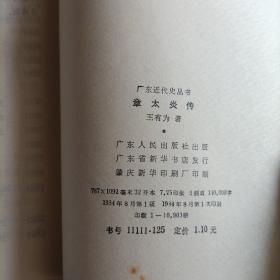 广东近代史丛书
章太炎传
王有为 著
广东人民出版社出版
广东省新华书店发行
肇庆新华印刷厂印刷
787×1092毫米32开本 7.25印张 2插页 140,000字
1984年8月第1版 1984年8月第1次印刷
印数 1—10,900册
书号 11111·125 定价 1.10元